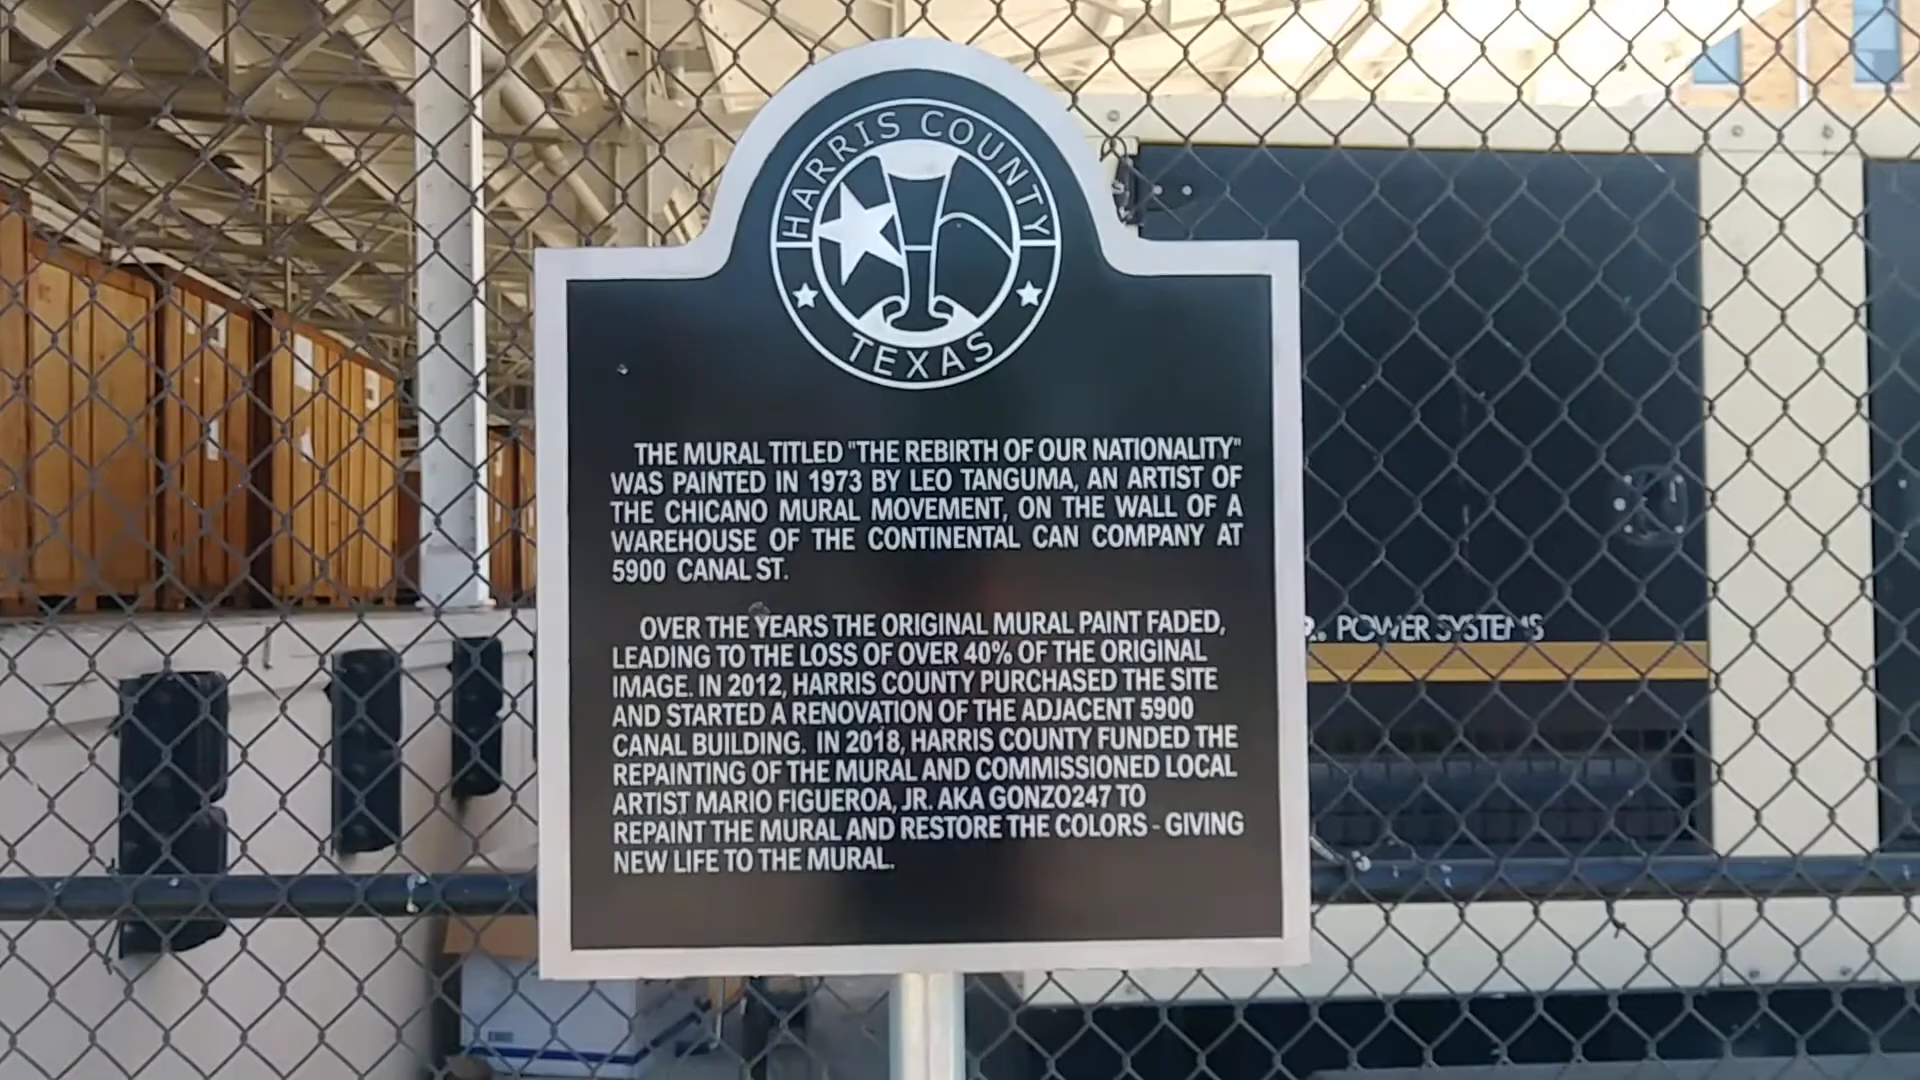 HARRIS COUNTY
TEXAS
THE MURAL TITLED "THE REBIRTH OF OUR NATIONALITY"
WAS PAINTED IN 1973 BY LEO TANGUMA, AN ARTIST OF
THE CHICANO MURAL MOVEMENT, ON THE WALL OF A
WAREHOUSE OF THE CONTINENTAL CAN COMPANY AT
5900 CANAL ST.
OVER THE YEARS THE ORIGINAL MURAL PAINT FADED,
LEADING TO THE LOSS OF OVER 40% OF THE ORIGINAL
IMAGE. IN 2012, HARRIS COUNTY PURCHASED THE SITE
AND STARTED A RENOVATION OF THE ADJACENT 5900
CANAL BUILDING. IN 2018, HARRIS COUNTY FUNDED THE
REPAINTING OF THE MURAL AND COMMISSIONED LOCAL
ARTIST MARIO FIGUEROA, JR. AKA GONZO247 TO
REPAINT THE MURAL AND RESTORE THE COLORS - GIVING
NEW LIFE TO THE MURAL.
POWER SYSTEMS